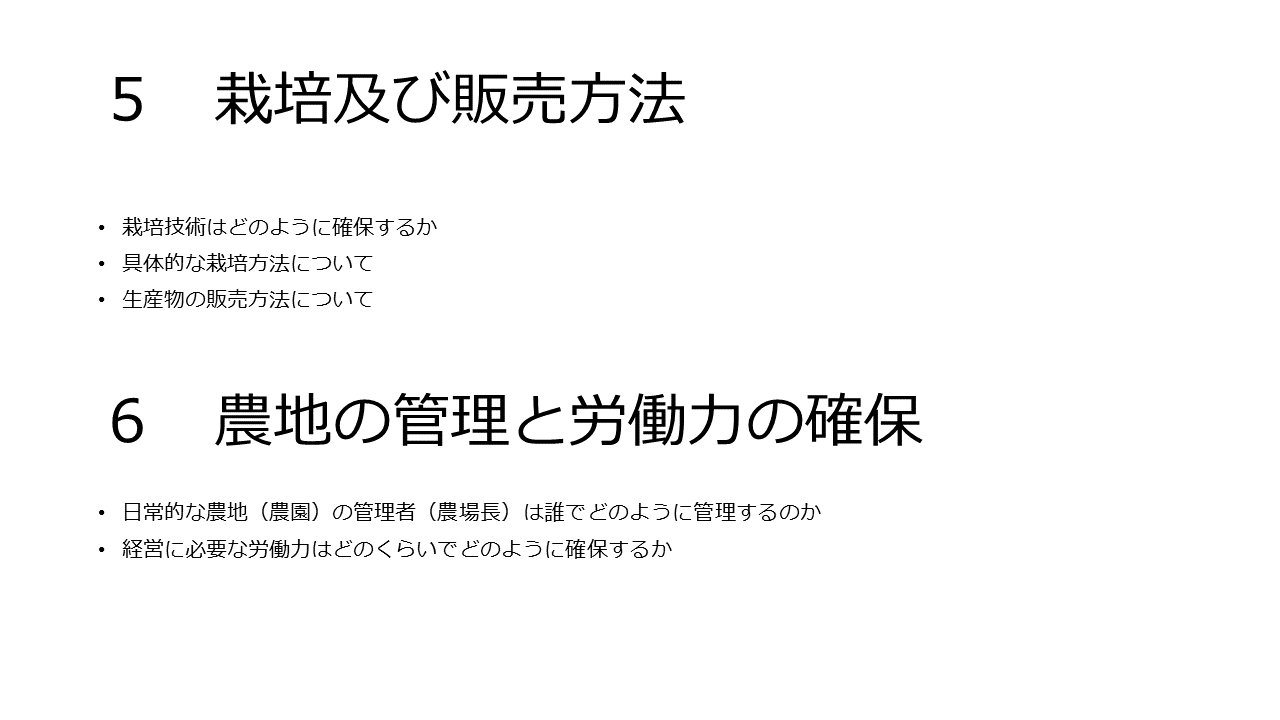 5　栽培及び販売方法
• 栽培技術はどのように確保するか
• 具体的な栽培方法について
• 生産物の販売方法について
6　農地の管理と労働力の確保
• 日常的な農地（農園）の管理者（農場長）は誰でどのように管理するのか
• 経営に必要な労働力はどのくらいでどのように確保するか